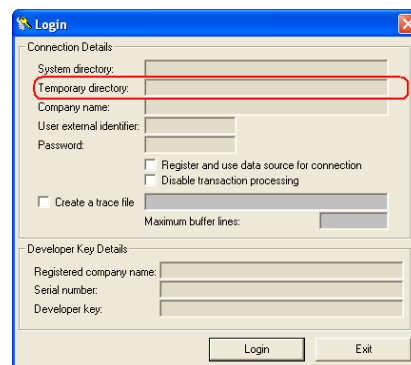 Login
Connection Details
System directory:
Temporary directory:
Company name:
User external identifier:
Password:
Register and use data source for connection
Disable transaction processing
Create a trace file
Maximum buffer lines:
Developer Key Details
Registered company name:
Serial number:
Developer key:
Login Exit